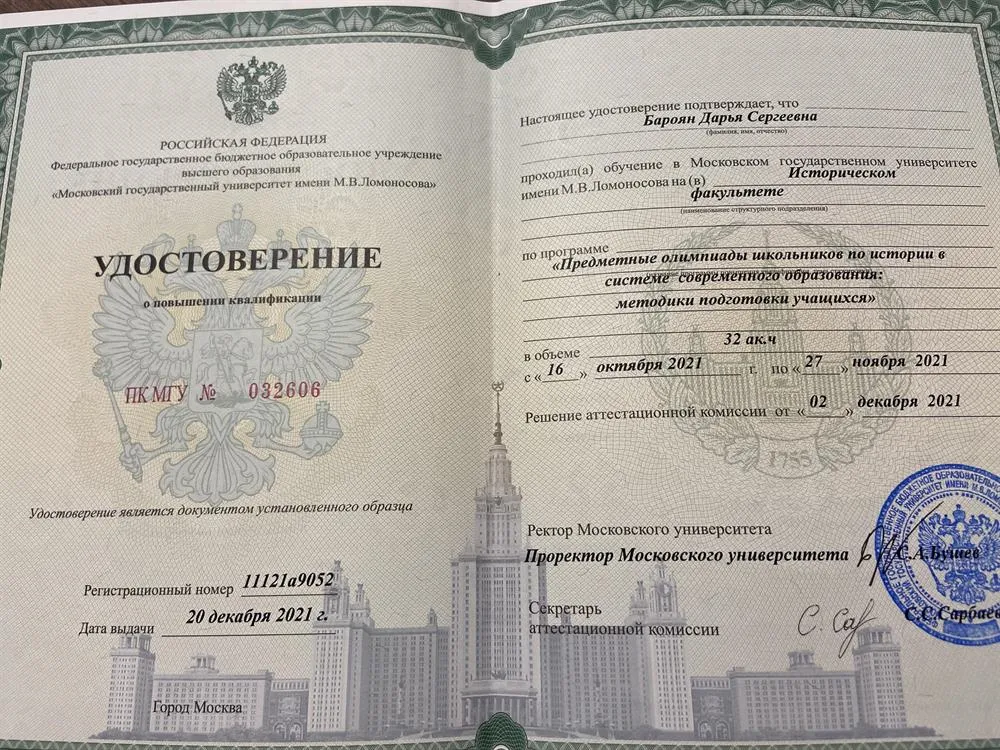 РОССИЙСКАЯ ФЕДЕРАЦИЯ
Федеральное государственное бюджетное образовательное учреждение
высшего образования
«Московский государственный университет имени М.В.Ломоносова»
УДОСТОВЕРЕНИЕ
о повышении квалификации
ПК МГУ № 032606
Удостоверение является документом установленного образца
Регистрационный номер 11121а9052
Дата выдачи 20 декабря 2021 г.
Город Москва
Настоящее удостоверение подтверждает, что
Бароян Дарья Сергеевна
(фамилия, имя, отчество)
проходил(а) обучение в Московском государственном университете
имени М.В.Ломоносова на (в) Историческом
факультете
(наименование структурного подразделения)
по программе
«Предметные олимпиады школьников по истории в
системе современного образования:
методики подготовки учащихся»
32 ак.ч
в объеме
с « 16 » октября 2021 г. по « 27 » ноября 2021
Решение аттестационной комиссии от « 02 » декабря 2021
1755
Ректор Московского университета
Проректор Московского университета С.А.Бушев
Секретарь
аттестационной комиссии С.С.Сарбаев